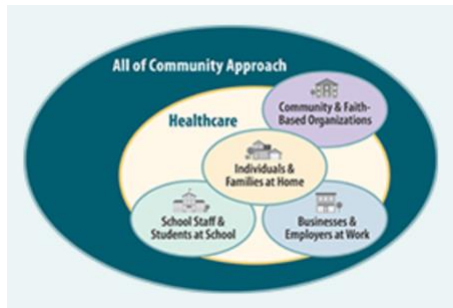 All of Community Approach
Community & Faith-
Based Organizations
Healthcare
Individuals &
Families at Home
School Staff &
Students at School
Businesses &
Employers at Work